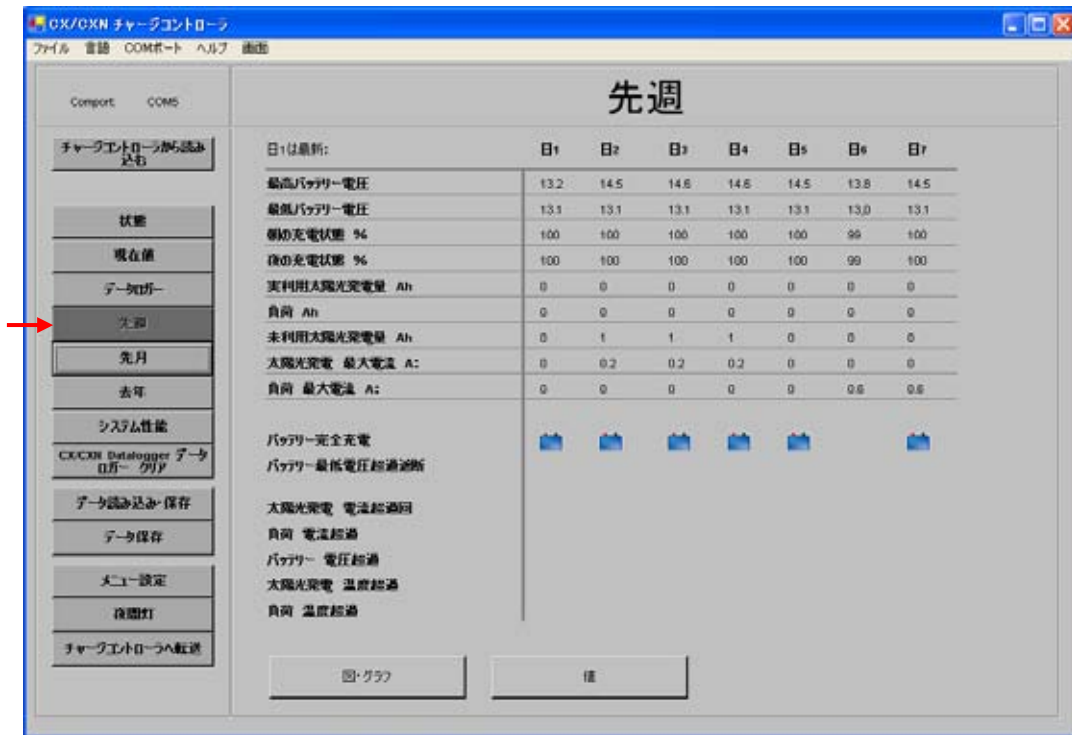 CX/CXN チャージコントローラ
ファイル 言語 COMポート ヘルプ 画面
Comport: COM5
先週
チャージコントローラから読み
込む
状態
現在値
データロガー
先週
先月
去年
システム性能
CX/CXN Datalogger データ
ロガー クリア
データ読み込み・保存
データ保存
メニュー設定
夜間灯
チャージコントローラへ転送
日1は最新: 日1 日2 日3 日4 日5 日6 日7
最高バッテリー電圧 13.2 14.5 14.6 14.6 14.5 13.8 14.5
最低バッテリー電圧 13.1 13.1 13.1 13.1 13.1 13,0 13.1
朝の充電状態 % 100 100 100 100 100 99 100
夜の充電状態 % 100 100 100 100 100 99 100
実利用太陽光発電量 Ah 0 0 0 0 0 0 0
負荷 Ah 0 0 0 0 0 0 0
未利用太陽光発電量 Ah 0 1 1 1 0 0 0
太陽光発電 最大電流 A: 0 0.2 0.2 0.2 0 0 0
負荷 最大電流 A: 0 0 0 0 0 0.6 0.6
バッテリー完全充電
バッテリー最低電圧超過遮断
太陽光発電 電流超過回
負荷 電流超過
バッテリー 電圧超過
太陽光発電 温度超過
負荷 温度超過
図・グラフ 値